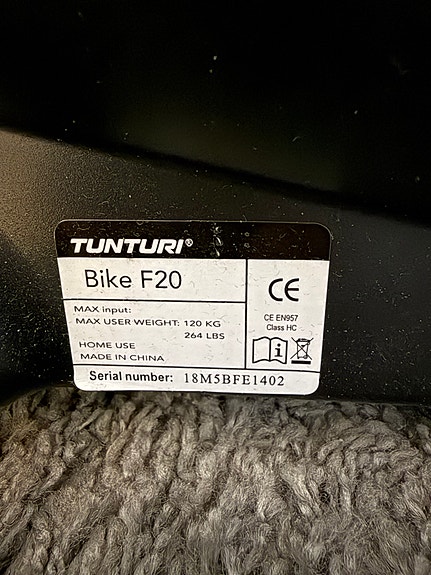 TUNTURI®
Bike F20
MAX input:
MAX USER WEIGHT: 120 KG
264 LBS
HOME USE
MADE IN CHINA
CE
CE EN957
Class HC
Serial number: 18M5BFE1402